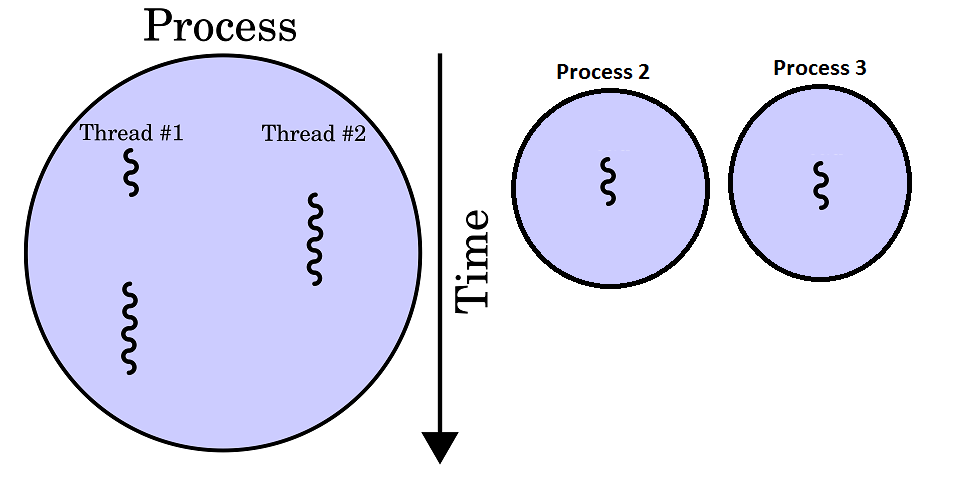 Process
Thread #1
Thread #2
Time
Process 2
Process 3